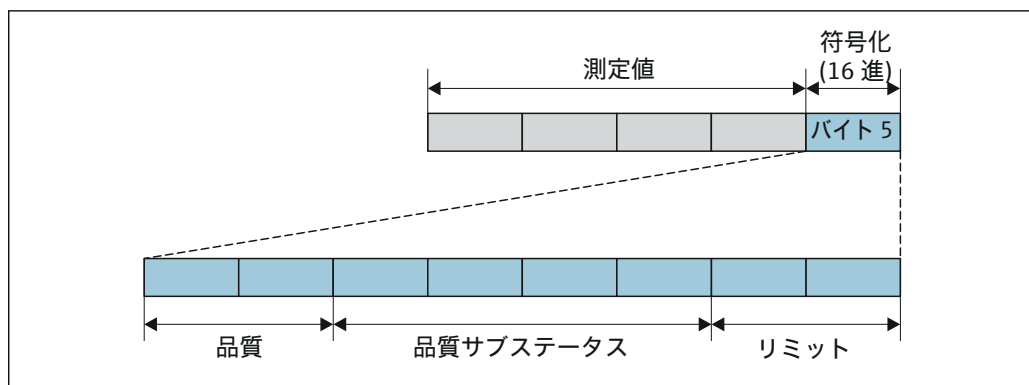 符号化
(16 進)
測定値
バイト 5
品質
品質サブステータス
リミット